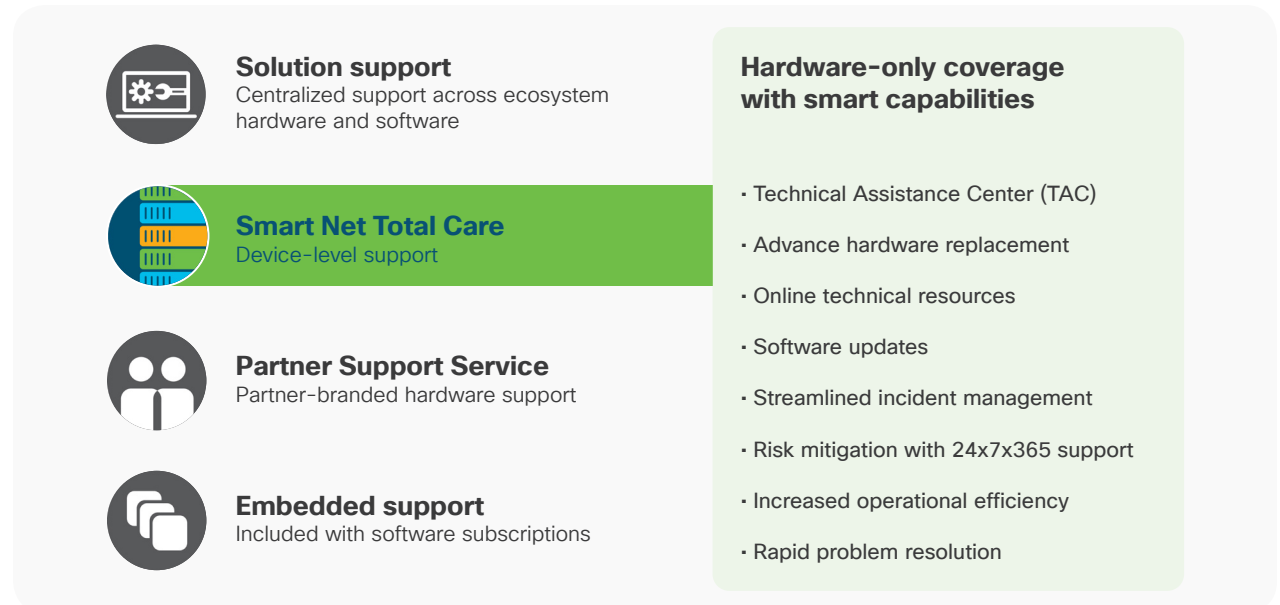 Solution support
Centralized support across ecosystem
hardware and software
Smart Net Total Care
Device-level support
Partner Support Service
Partner-branded hardware support
Embedded support
Included with software subscriptions
Hardware-only coverage
with smart capabilities
· Technical Assistance Center (TAC)
· Advance hardware replacement
· Online technical resources
· Software updates
· Streamlined incident management
· Risk mitigation with 24x7x365 support
· Increased operational efficiency
· Rapid problem resolution